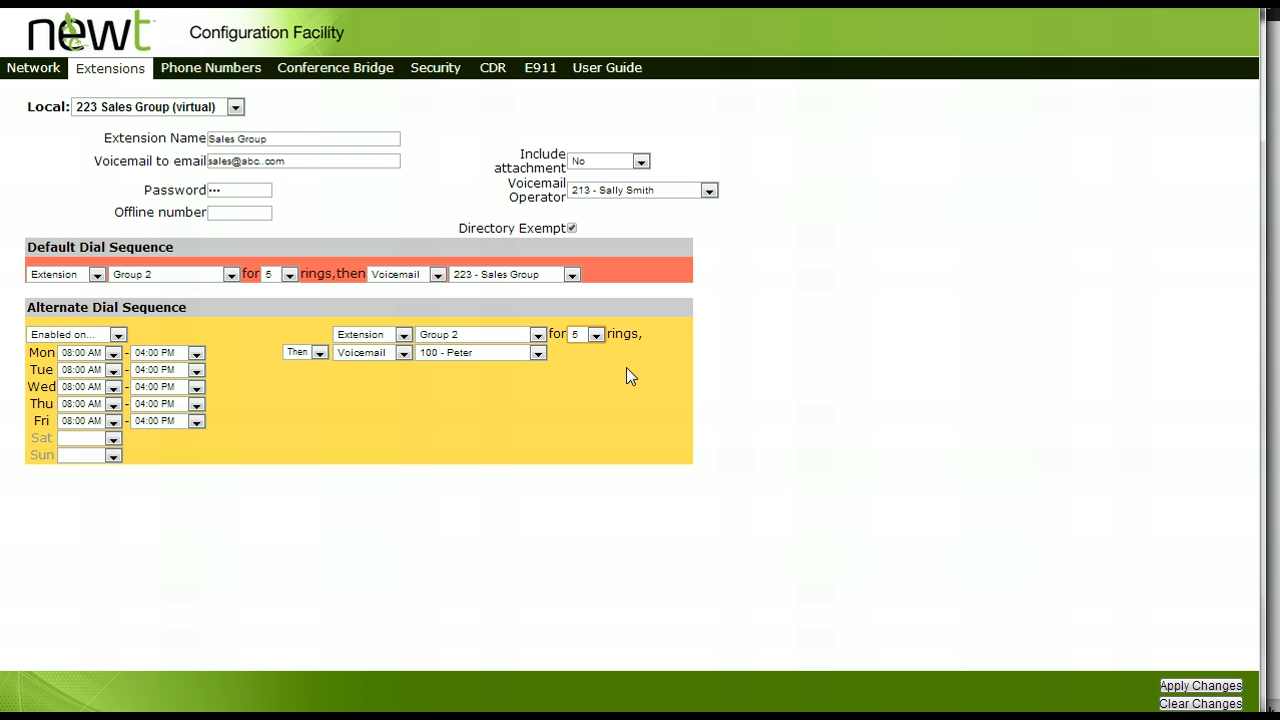 newt Configuration Facility
Network Extensions Phone Numbers Conference Bridge Security CDR E911 User Guide
Local: 223 Sales Group (virtual)
Extension Name Sales Group
Voicemail to email sales@abc..com
Include attachment No
Password •••
Voicemail Operator 213 - Sally Smith
Offline number
Directory Exempt
Default Dial Sequence
Extension Group 2 for 5 rings,then Voicemail 223 - Sales Group
Alternate Dial Sequence
Enabled on... Extension Group 2 for 5 rings,
Mon 08:00 AM - 04:00 PM Then Voicemail 100 - Peter
Tue 08:00 AM - 04:00 PM
Wed 08:00 AM - 04:00 PM
Thu 08:00 AM - 04:00 PM
Fri 08:00 AM - 04:00 PM
Sat
Sun
Apply Changes
Clear Changes